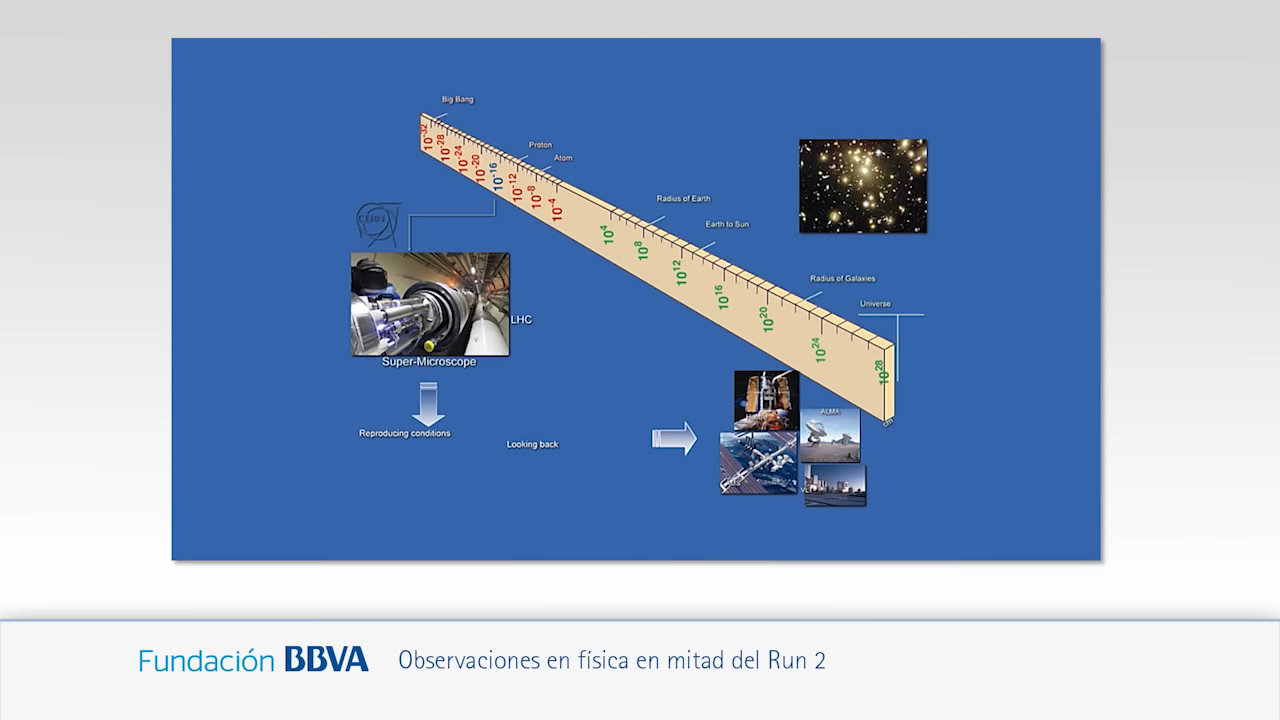 Big Bang
Proton
Atom
10-32
10-28
10-24
10-20
10-16
10-12
10-8
10-4
Radius of Earth
Earth to Sun
104
108
1012
1016
1020
1024
1028
Radius of Galaxies
Universe
cm
CERN
LHC
Super-Microscope
Reproducing conditions
Looking back
ALMA
Fundación BBVA
Observaciones en física en mitad del Run 2